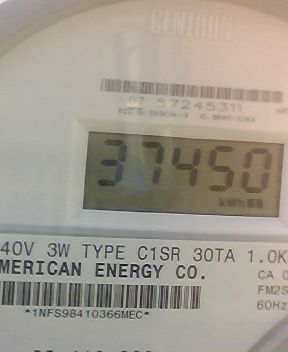 CENTRON®
07 57245311
37450
kWh
40V 3W TYPE C1SR 30TA 1.0K
MERICAN ENERGY CO.
CA 0
FM2S
60Hz
*1NFS98410366MEC*